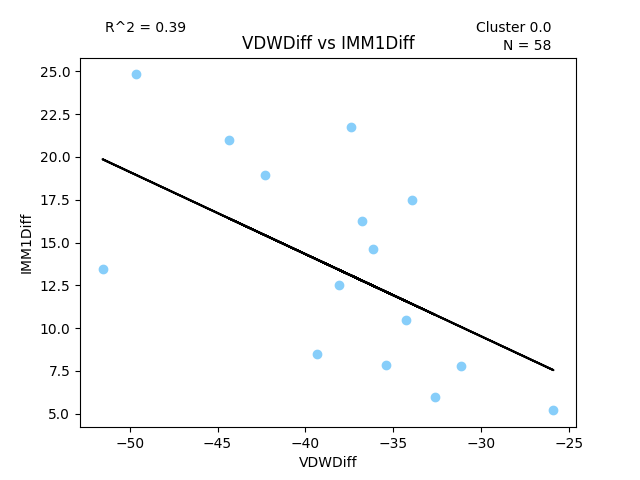 R^2 = 0.39
Cluster 0.0
N = 58
VDWDiff vs IMM1Diff
25.0
22.5
20.0
17.5
15.0
12.5
10.0
7.5
5.0
IMM1Diff
−50
−45
−40
−35
−30
−25
VDWDiff